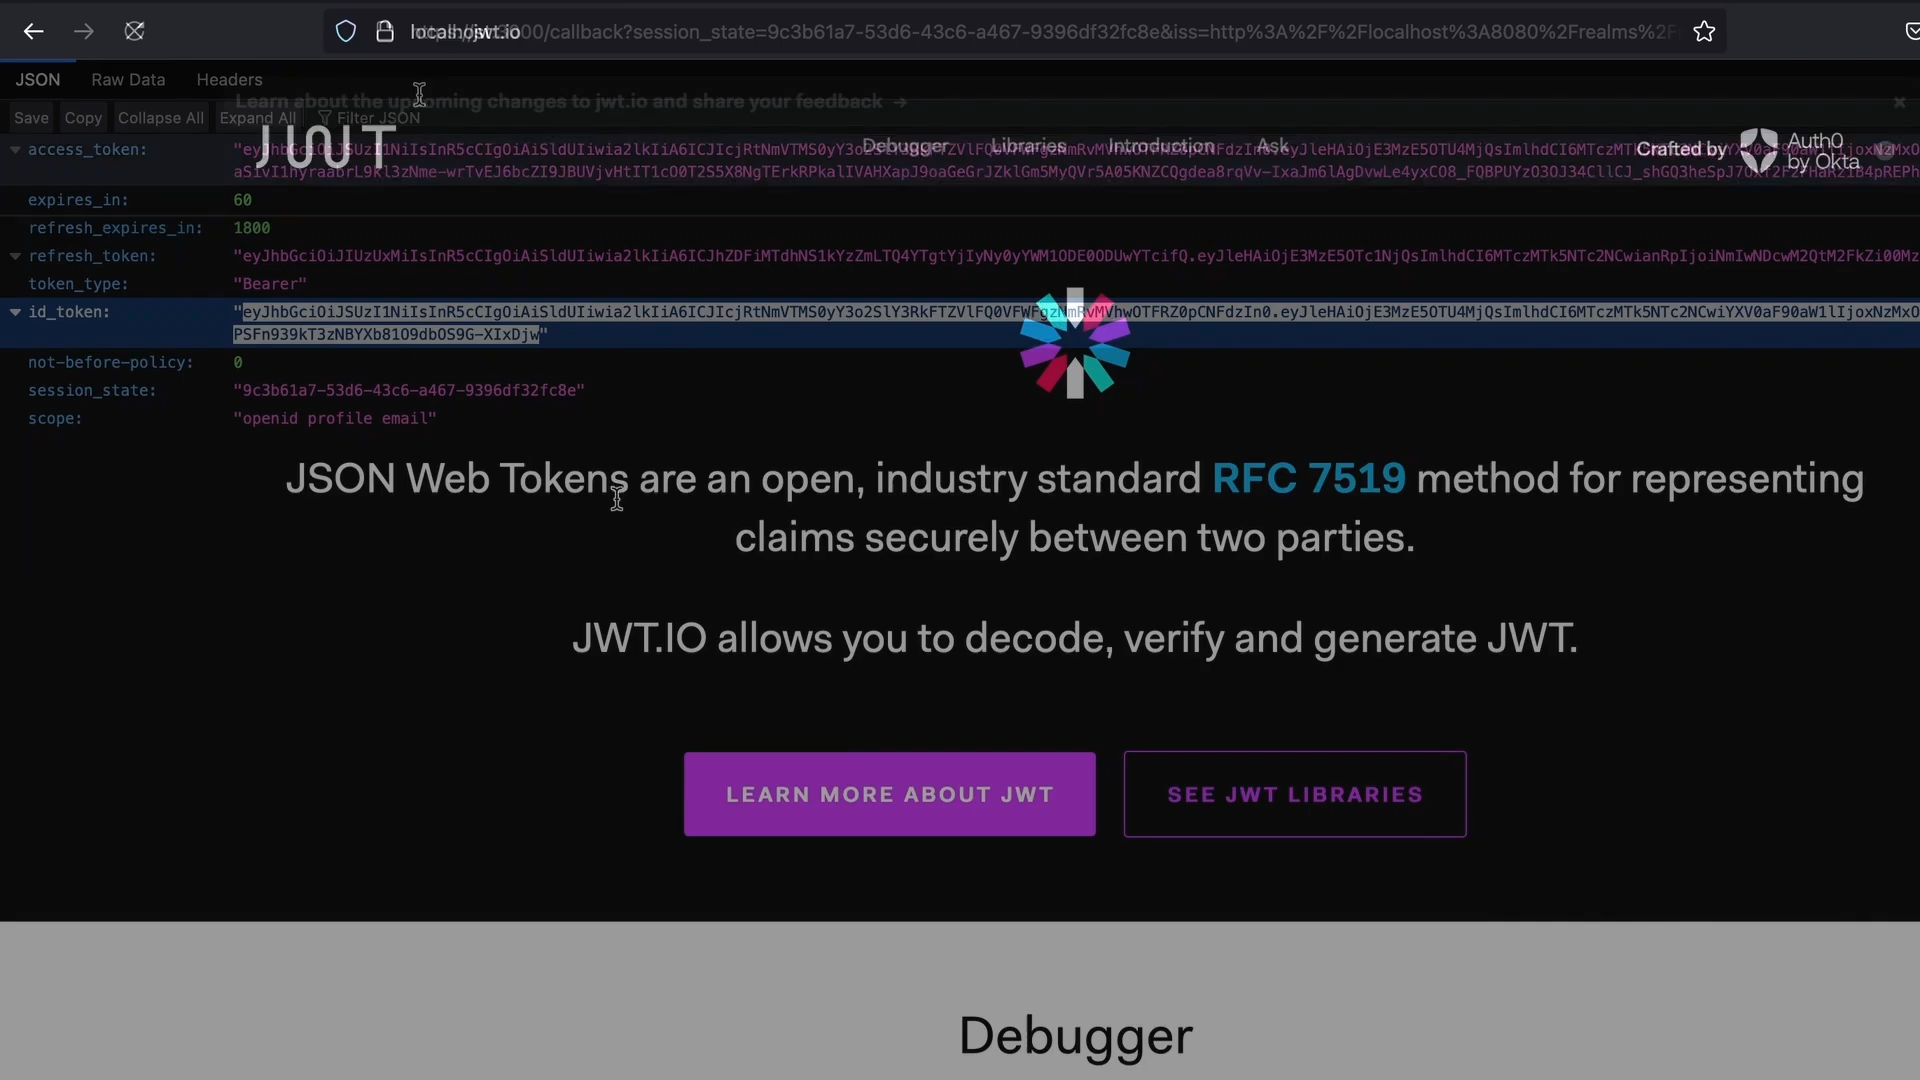 jwt.io/callback?session_state=9c3b61a7-53d6-43c6-a467-9396df32fc8e&iss=http%3A%2F%2Flocalhost%3A8080%2Frealms%2F
JSON Raw Data Headers
Learn about the upcoming changes to jwt.io and share your feedback →
Save Copy Collapse All Expand All Filter JSON
JWT Debugger Libraries Introduction Ask Crafted by Auth0 by Okta
access_token:
expires_in: 60
refresh_expires_in: 1800
refresh_token:
token_type: "Bearer"
id_token:
PSFn939kT3zNBYXb81O9dbOS9G-XIxDjw"
not-before-policy: 0
session_state: "9c3b61a7-53d6-43c6-a467-9396df32fc8e"
scope: "openid profile email"
JSON Web Tokens are an open, industry standard RFC 7519 method for representing
claims securely between two parties.
JWT.IO allows you to decode, verify and generate JWT.
LEARN MORE ABOUT JWT SEE JWT LIBRARIES
Debugger